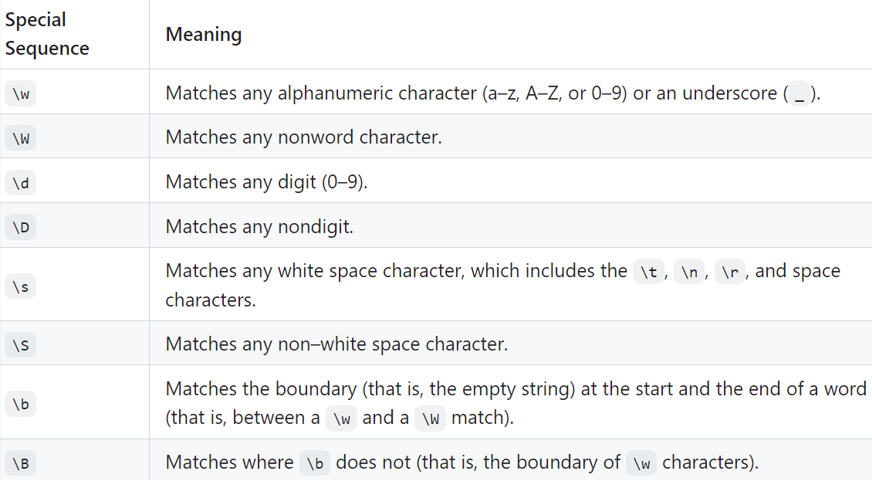 Special
Sequence
Meaning
\w
Matches any alphanumeric character (a–z, A–Z, or 0–9) or an underscore ( _ ).
\W
Matches any nonword character.
\d
Matches any digit (0–9).
\D
Matches any nondigit.
\s
Matches any white space character, which includes the \t, \n, \r, and space
characters.
\S
Matches any non–white space character.
\b
Matches the boundary (that is, the empty string) at the start and the end of a word
(that is, between a \w and a \W match).
\B
Matches where \b does not (that is, the boundary of \w characters).